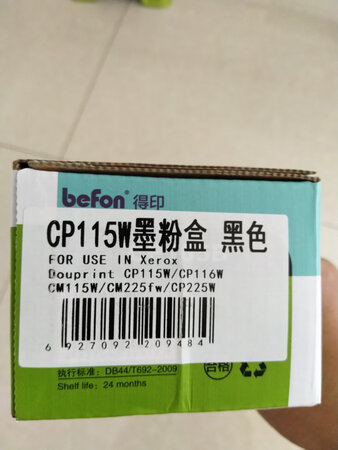 befon® 得印
CP115W墨粉盒 黑色
FOR USE IN Xerox
Douprint CP115W/CP116W
CM115W/CM225fw/CP225W
6 927092 209484
合格
执行标准: DB44/T692-2009
Shelf life: 24 months